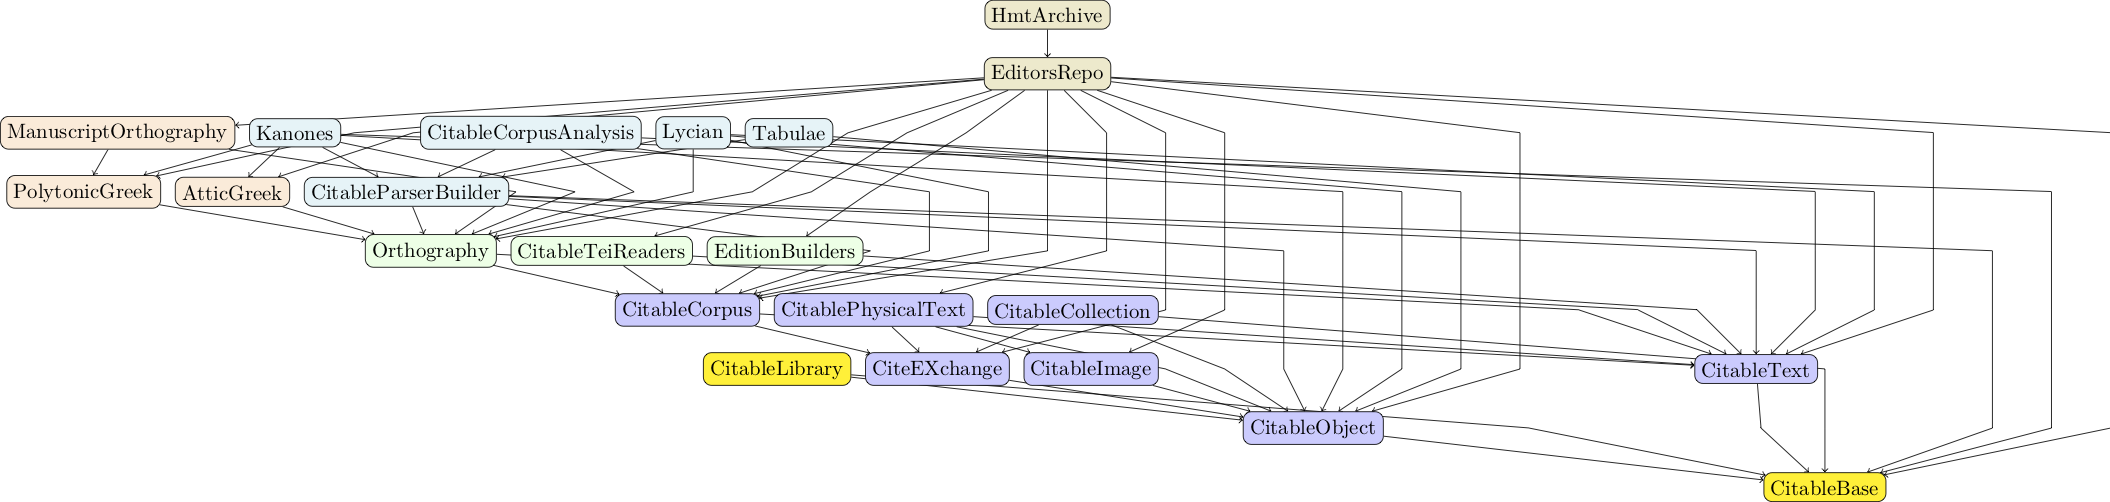 HmtArchive
EditorsRepo
ManuscriptOrthography
Kanones
CitableCorpusAnalysis
Lycian
Tabulae
PolytonicGreek
AtticGreek
CitableParserBuilder
Orthography
CitableTeiReaders
EditionBuilders
CitableCorpus
CitablePhysicalText
CitableCollection
CitableLibrary
CiteEXchange
CitableImage
CitableText
CitableObject
CitableBase